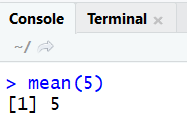 Console Terminal ×
~/
> mean(5)
[1] 5